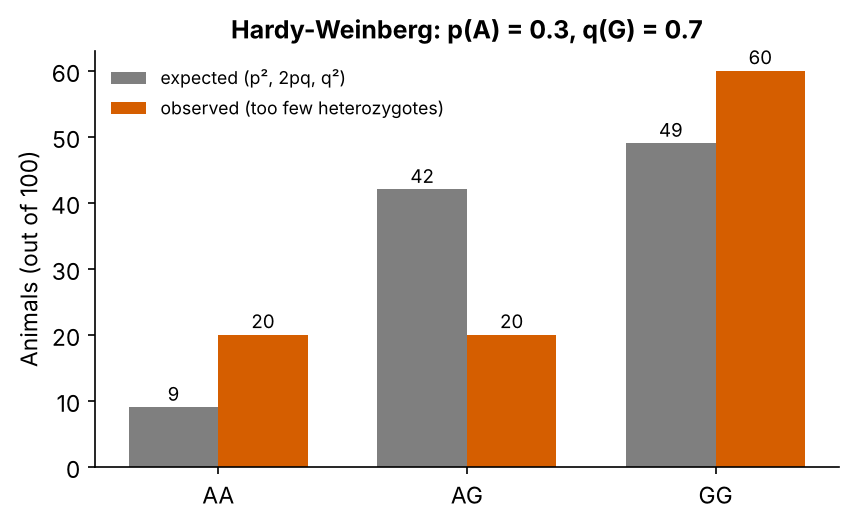 Hardy-Weinberg: p(A) = 0.3, q(G) = 0.7
expected (p², 2pq, q²)
observed (too few heterozygotes)
Animals (out of 100)
60
50
40
30
20
10
0
9
20
42
20
49
60
AA
AG
GG